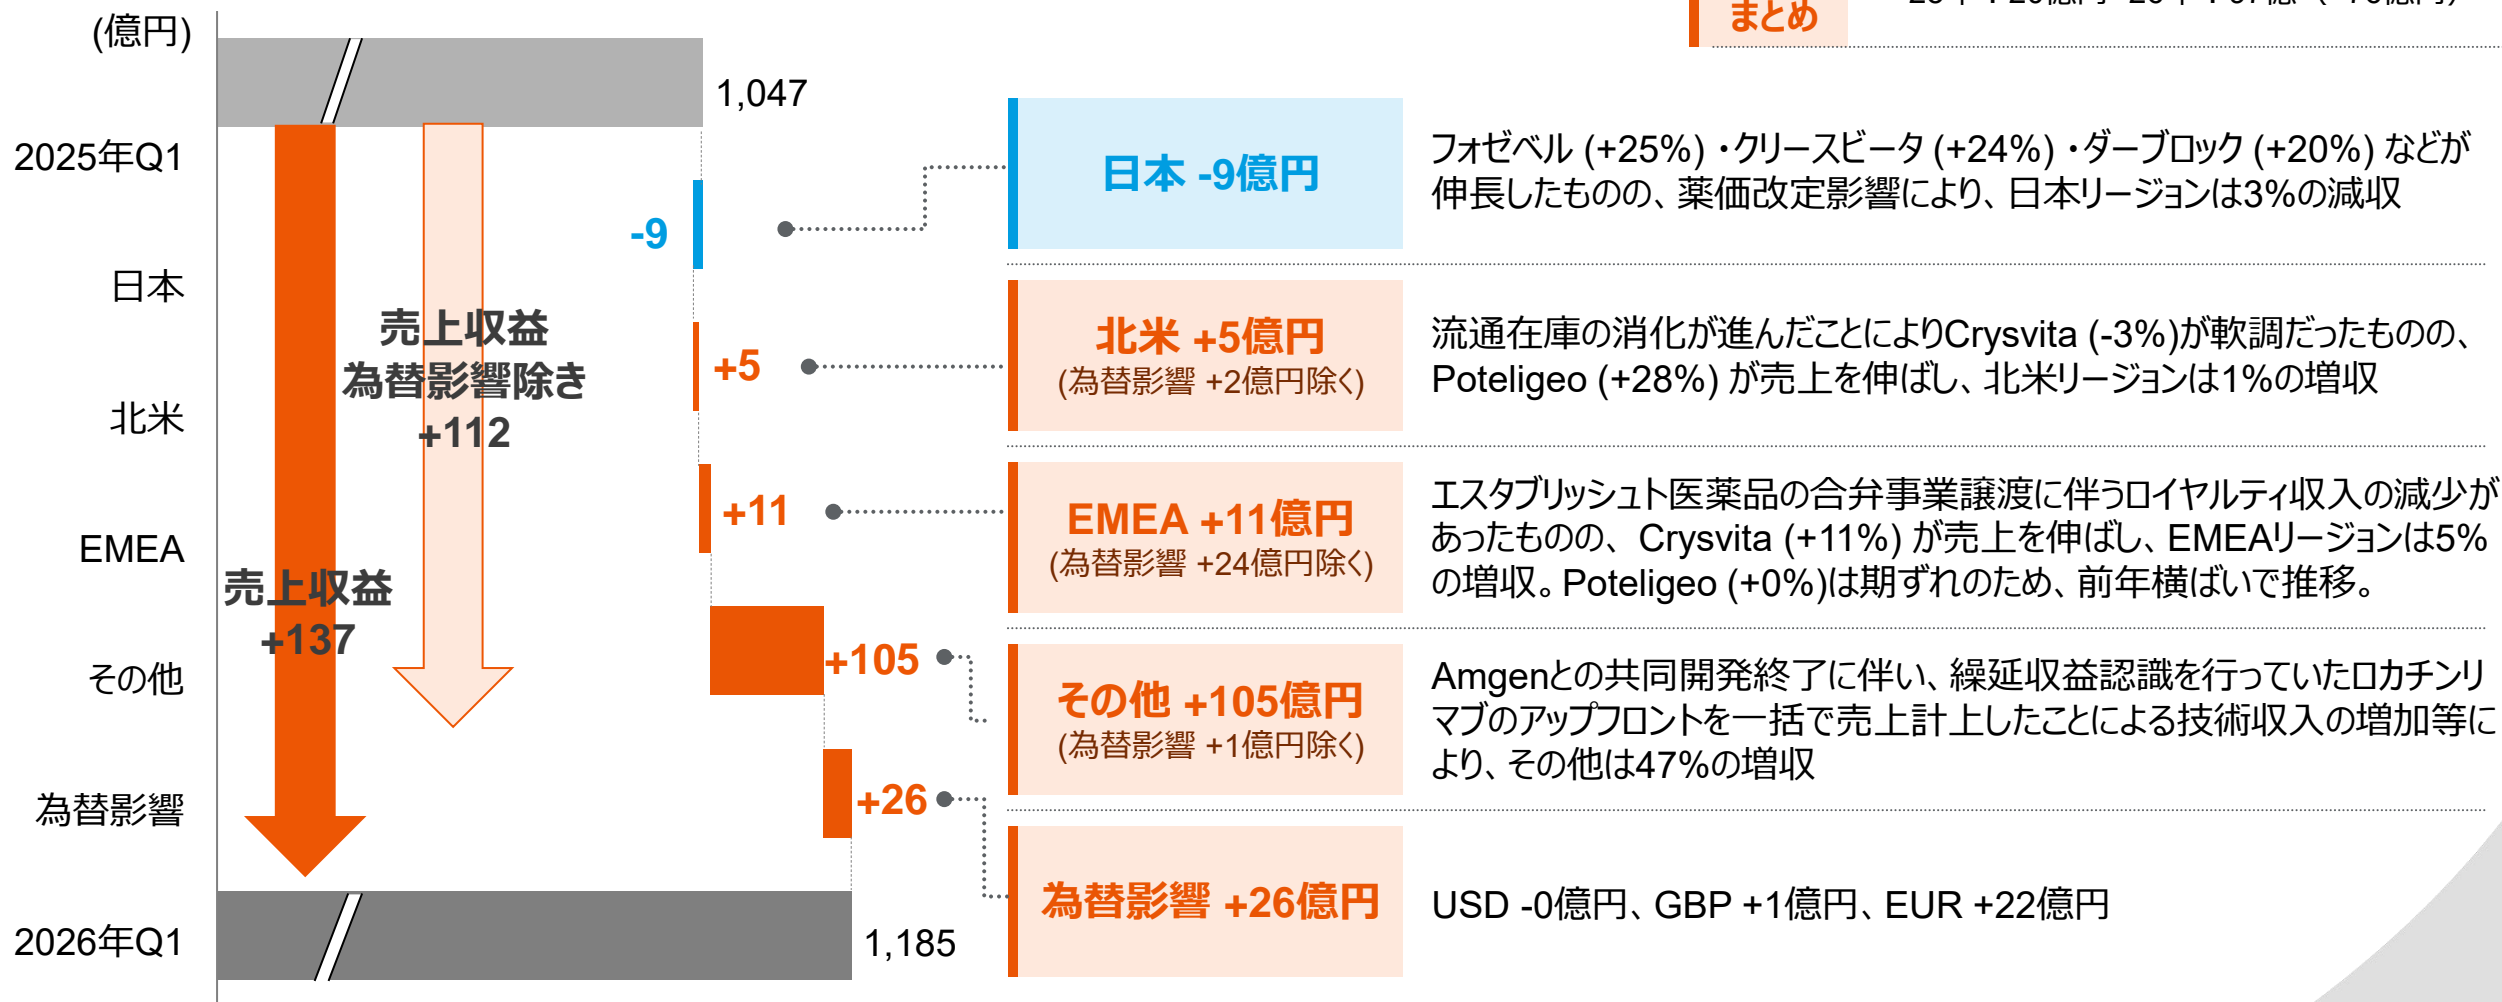 (億円)
まとめ
1,047
2025年Q1
日本
北米
EMEA
その他
為替影響
2026年Q1
-9
+5
+11
+105
+26
1,185
売上収益
為替影響除き
+112
売上収益
+137
日本 -9億円
フォゼベル (+25%) ・クリースビータ (+24%) ・ダーブロック (+20%) などが
伸長したものの、薬価改定影響により、日本リージョンは3%の減収
北米 +5億円
(為替影響 +2億円除く)
流通在庫の消化が進んだことによりCrysvita (-3%)が軟調だったものの、
Poteligeo (+28%) が売上を伸ばし、北米リージョンは1%の増収
EMEA +11億円
(為替影響 +24億円除く)
エスタブリッシュト医薬品の合弁事業譲渡に伴うロイヤルティ収入の減少が
あったものの、 Crysvita (+11%) が売上を伸ばし、EMEAリージョンは5%
の増収。Poteligeo (+0%)は期ずれのため、前年横ばいで推移。
その他 +105億円
(為替影響 +1億円除く)
Amgenとの共同開発終了に伴い、繰延収益認識を行っていたロカチンリ
マブのアップフロントを一括で売上計上したことによる技術収入の増加等に
より、その他は47%の増収
為替影響 +26億円
USD -0億円、GBP +1億円、EUR +22億円